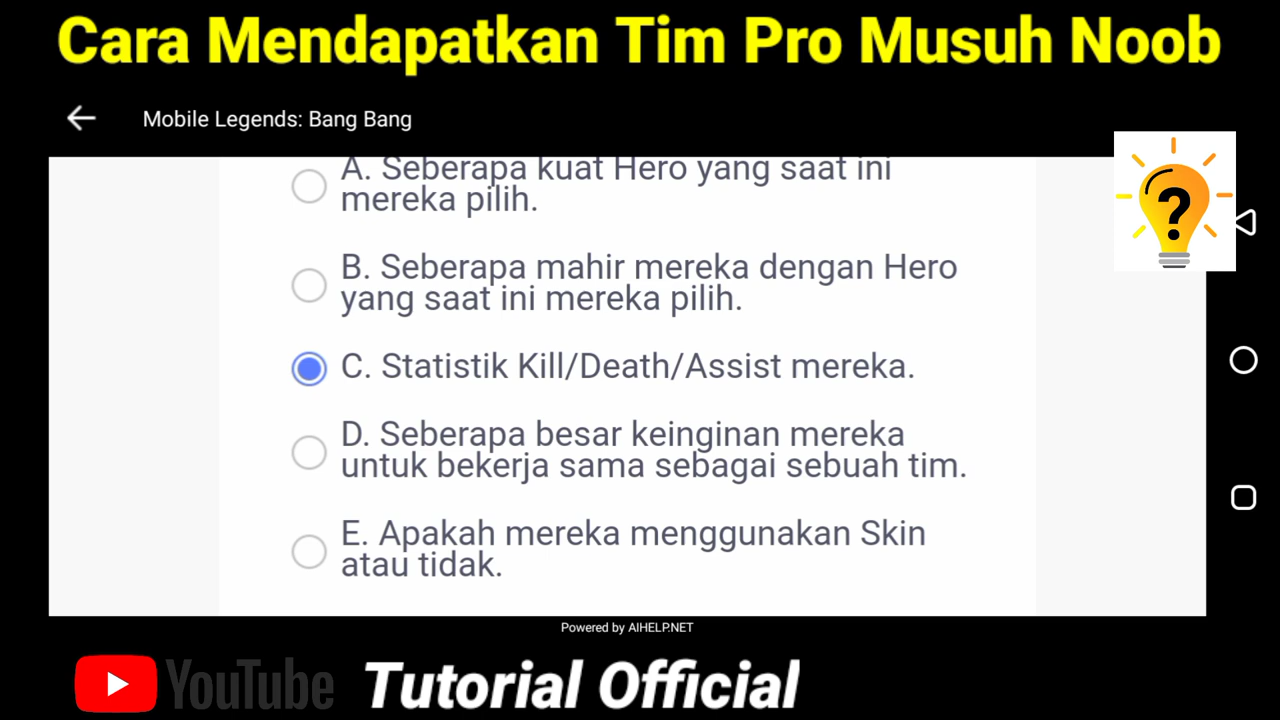 Cara Mendapatkan Tim Pro Musuh Noob
Mobile Legends: Bang Bang
A. Seberapa kuat Hero yang saat ini
mereka pilih.
?
B. Seberapa mahir mereka dengan Hero
yang saat ini mereka pilih.
C. Statistik Kill/Death/Assist mereka.
D. Seberapa besar keinginan mereka
untuk bekerja sama sebagai sebuah tim.
E. Apakah mereka menggunakan Skin
atau tidak.
Powered by AIHELP.NET
YouTube Tutorial Official